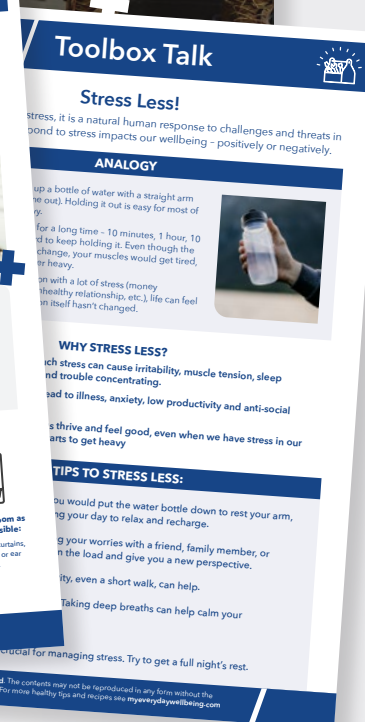 Toolbox Talk
Stress Less!
stress, it is a natural human response to challenges and threats in
ond to stress impacts our wellbeing – positively or negatively.
ANALOGY
up a bottle of water with a straight arm
e out). Holding it out is easy for most of
for a long time – 10 minutes, 1 hour, 10
to keep holding it. Even though the
change, your muscles would get tired,
heavy.
on with a lot of stress (money
healthy relationship, etc.), life can feel
on itself hasn't changed.
WHY STRESS LESS?
ch stress can cause irritability, muscle tension, sleep
nd trouble concentrating.
ead to illness, anxiety, low productivity and anti-social
s thrive and feel good, even when we have stress in our
arts to get heavy
TIPS TO STRESS LESS:
ou would put the water bottle down to rest your arm,
ng your day to relax and recharge.
g your worries with a friend, family member, or
n the load and give you a new perspective.
ity, even a short walk, can help.
Taking deep breaths can help calm your
crucial for managing stress. Try to get a full night's rest.
d. The contents may not be reproduced in any form without the
For more healthy tips and recipes see myeverydaywellbeing.com
om as
sible:
urtains,
or ear